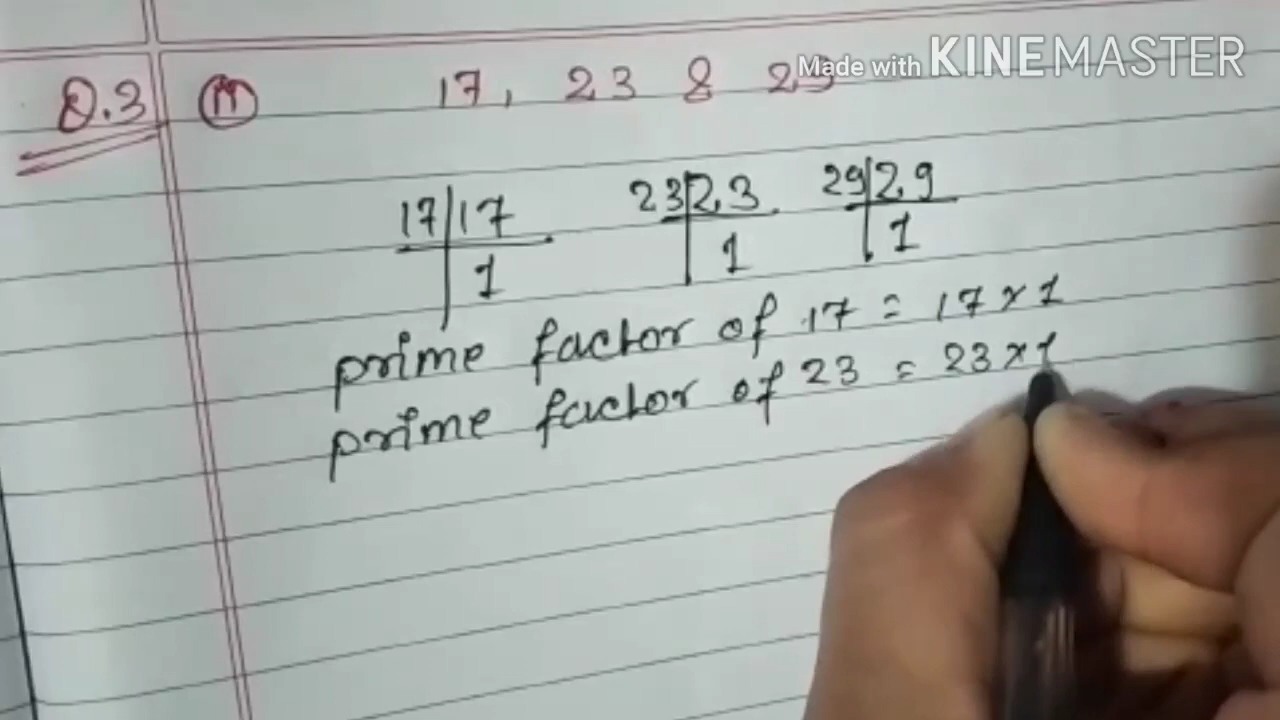 Made with KINEMASTER
Q.3 (ii) 17, 23 & 29
17 17 23 23 29 29
1 1 1
prime factor of 17 = 17 x 1
prime factor of 23 = 23 x 1